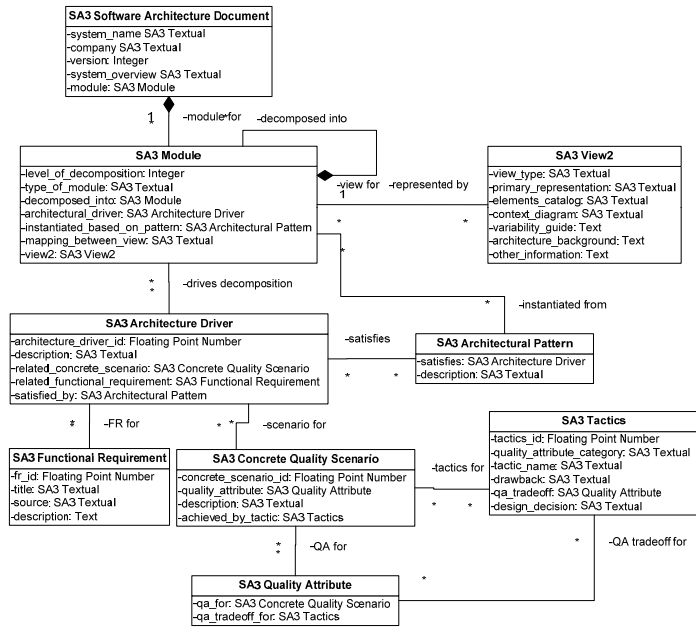 SA3 Software Architecture Document
-system_name SA3 Textual
-company SA3 Textual
-version: Integer
-system_overview SA3 Textual
-module: SA3 Module
1
*
-module for
*
-decomposed into
SA3 Module
-level_of_decomposition: Integer
-type_of_module: SA3 Textual
-decomposed_into: SA3 Module
-architectural_driver: SA3 Architecture Driver
-instantiated_based_on_pattern: SA3 Architectural Pattern
-mapping_between_view: SA3 Textual
-view2: SA3 View2
-view for
-represented by
1
*
*
*
SA3 View2
-view_type: SA3 Textual
-primary_representation: SA3 Textual
-elements_catalog: SA3 Textual
-context_diagram: SA3 Textual
-variability_guide: Text
-architecture_background: Text
-other_information: Text
*
*
-drives decomposition
*
-instantiated from
SA3 Architecture Driver
-architecture_driver_id: Floating Point Number
-description: SA3 Textual
-related_concrete_scenario: SA3 Concrete Quality Scenario
-related_functional_requirement: SA3 Functional Requirement
-satisfied_by: SA3 Architectural Pattern
-satisfies
*
*
SA3 Architectural Pattern
-satisfies: SA3 Architecture Driver
-description: SA3 Textual
*
*
-FR for
*
*
-scenario for
SA3 Functional Requirement
-fr_id: Floating Point Number
-title: SA3 Textual
-source: SA3 Textual
-description: Text
SA3 Concrete Quality Scenario
-concrete_scenario_id: Floating Point Number
-quality_attribute: SA3 Quality Attribute
-description: SA3 Textual
-achieved_by_tactic: SA3 Tactics
-tactics for
*
*
SA3 Tactics
-tactics_id: Floating Point Number
-quality_attribute_category: SA3 Textual
-tactic_name: SA3 Textual
-drawback: SA3 Textual
-qa_tradeoff: SA3 Quality Attribute
-design_decision: SA3 Textual
*
*
-QA for
*
-QA tradeoff for
*
SA3 Quality Attribute
-qa_for: SA3 Concrete Quality Scenario
-qa_tradeoff_for: SA3 Tactics